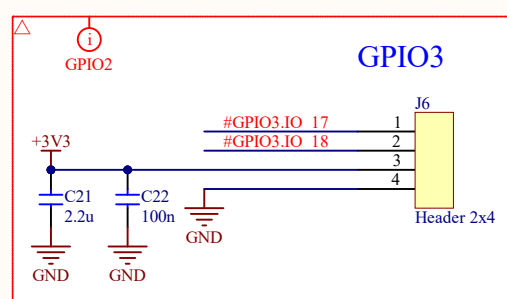 i
GPIO2
GPIO3
J6
#GPIO3.IO_17
1
#GPIO3.IO_18
2
+3V3
3
4
C21
2.2u
C22
100n
GND
Header 2x4
GND
GND